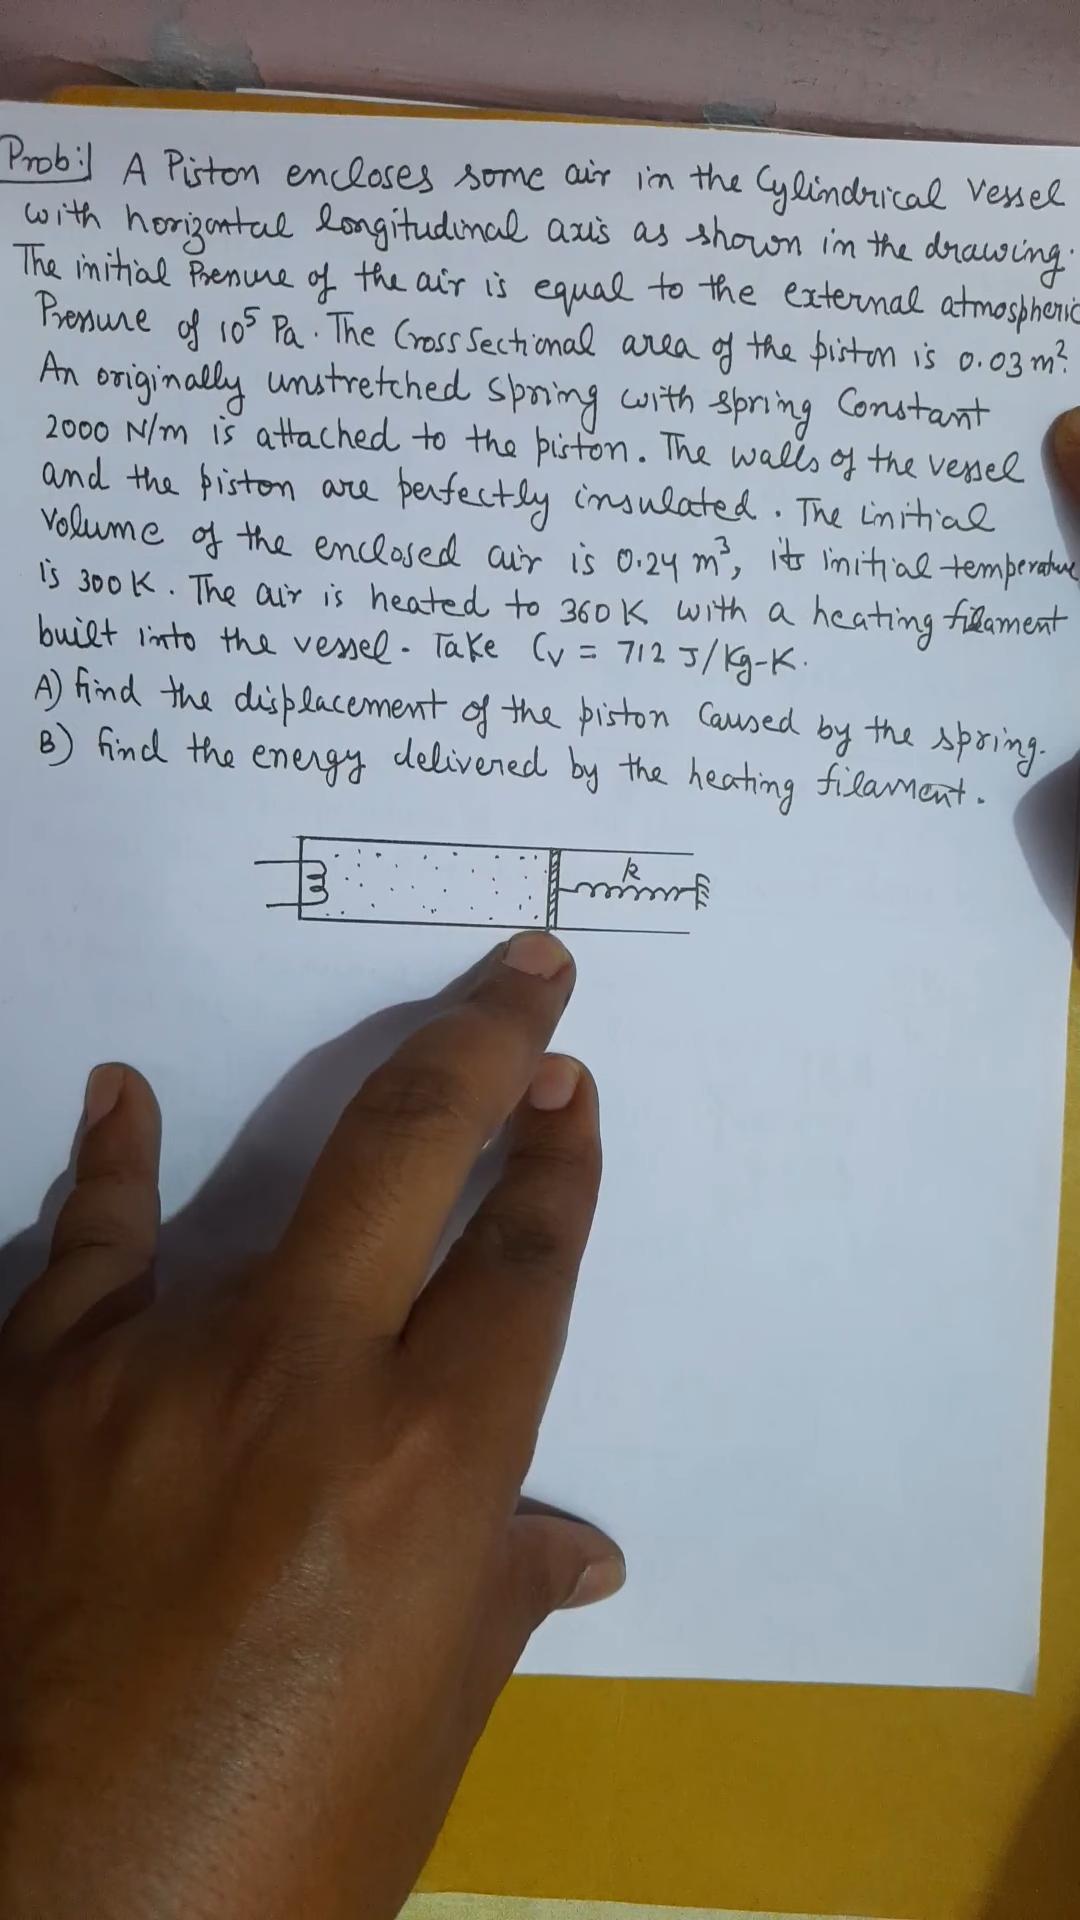 Prob:1 A Piston encloses some air in the Cylindrical Vessel
with horizontal longitudinal axis as shown in the drawing.
The initial Pressure of the air is equal to the external atmospheric
Pressure of 10⁵ Pa. The Cross Sectional area of the piston is 0.03 m².
An originally unstretched spring with spring Constant
2000 N/m is attached to the piston. The walls of the vessel
and the piston are perfectly insulated. The initial
Volume of the enclosed air is 0.24 m³, its initial temperature
is 300 K. The air is heated to 360 K with a heating filament
built into the vessel. Take Cv = 712 J/Kg-K.
A) find the displacement of the piston Caused by the spring.
B) find the energy delivered by the heating filament.
k